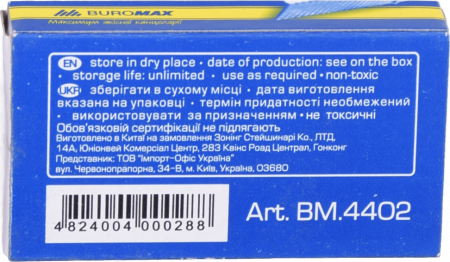 BUROMAX
Максимум якісної канцелярії
EN store in dry place • date of production: see on the box
• storage life: unlimited • use as required • non-toxic
UKR зберігати в сухому місці • дата виготовлення
вказана на упаковці • термін придатності необмежений
• використовувати за призначенням • не токсичні
Обов'язковій сертифікації не підлягають
Виготовлено в Китаї на замовлення Зонінг Стейшинарі Ко., ЛТД,
14А, Юніонвей Комерсіал Центр, 283 Квінс Роад Централ, Гонконг
Представник: ТОВ "Імпорт-Офіс Україна"
вул. Червонопрапорна, 34-В, м. Київ, Україна, 03680
4 824004 000288
Art. BM.4402